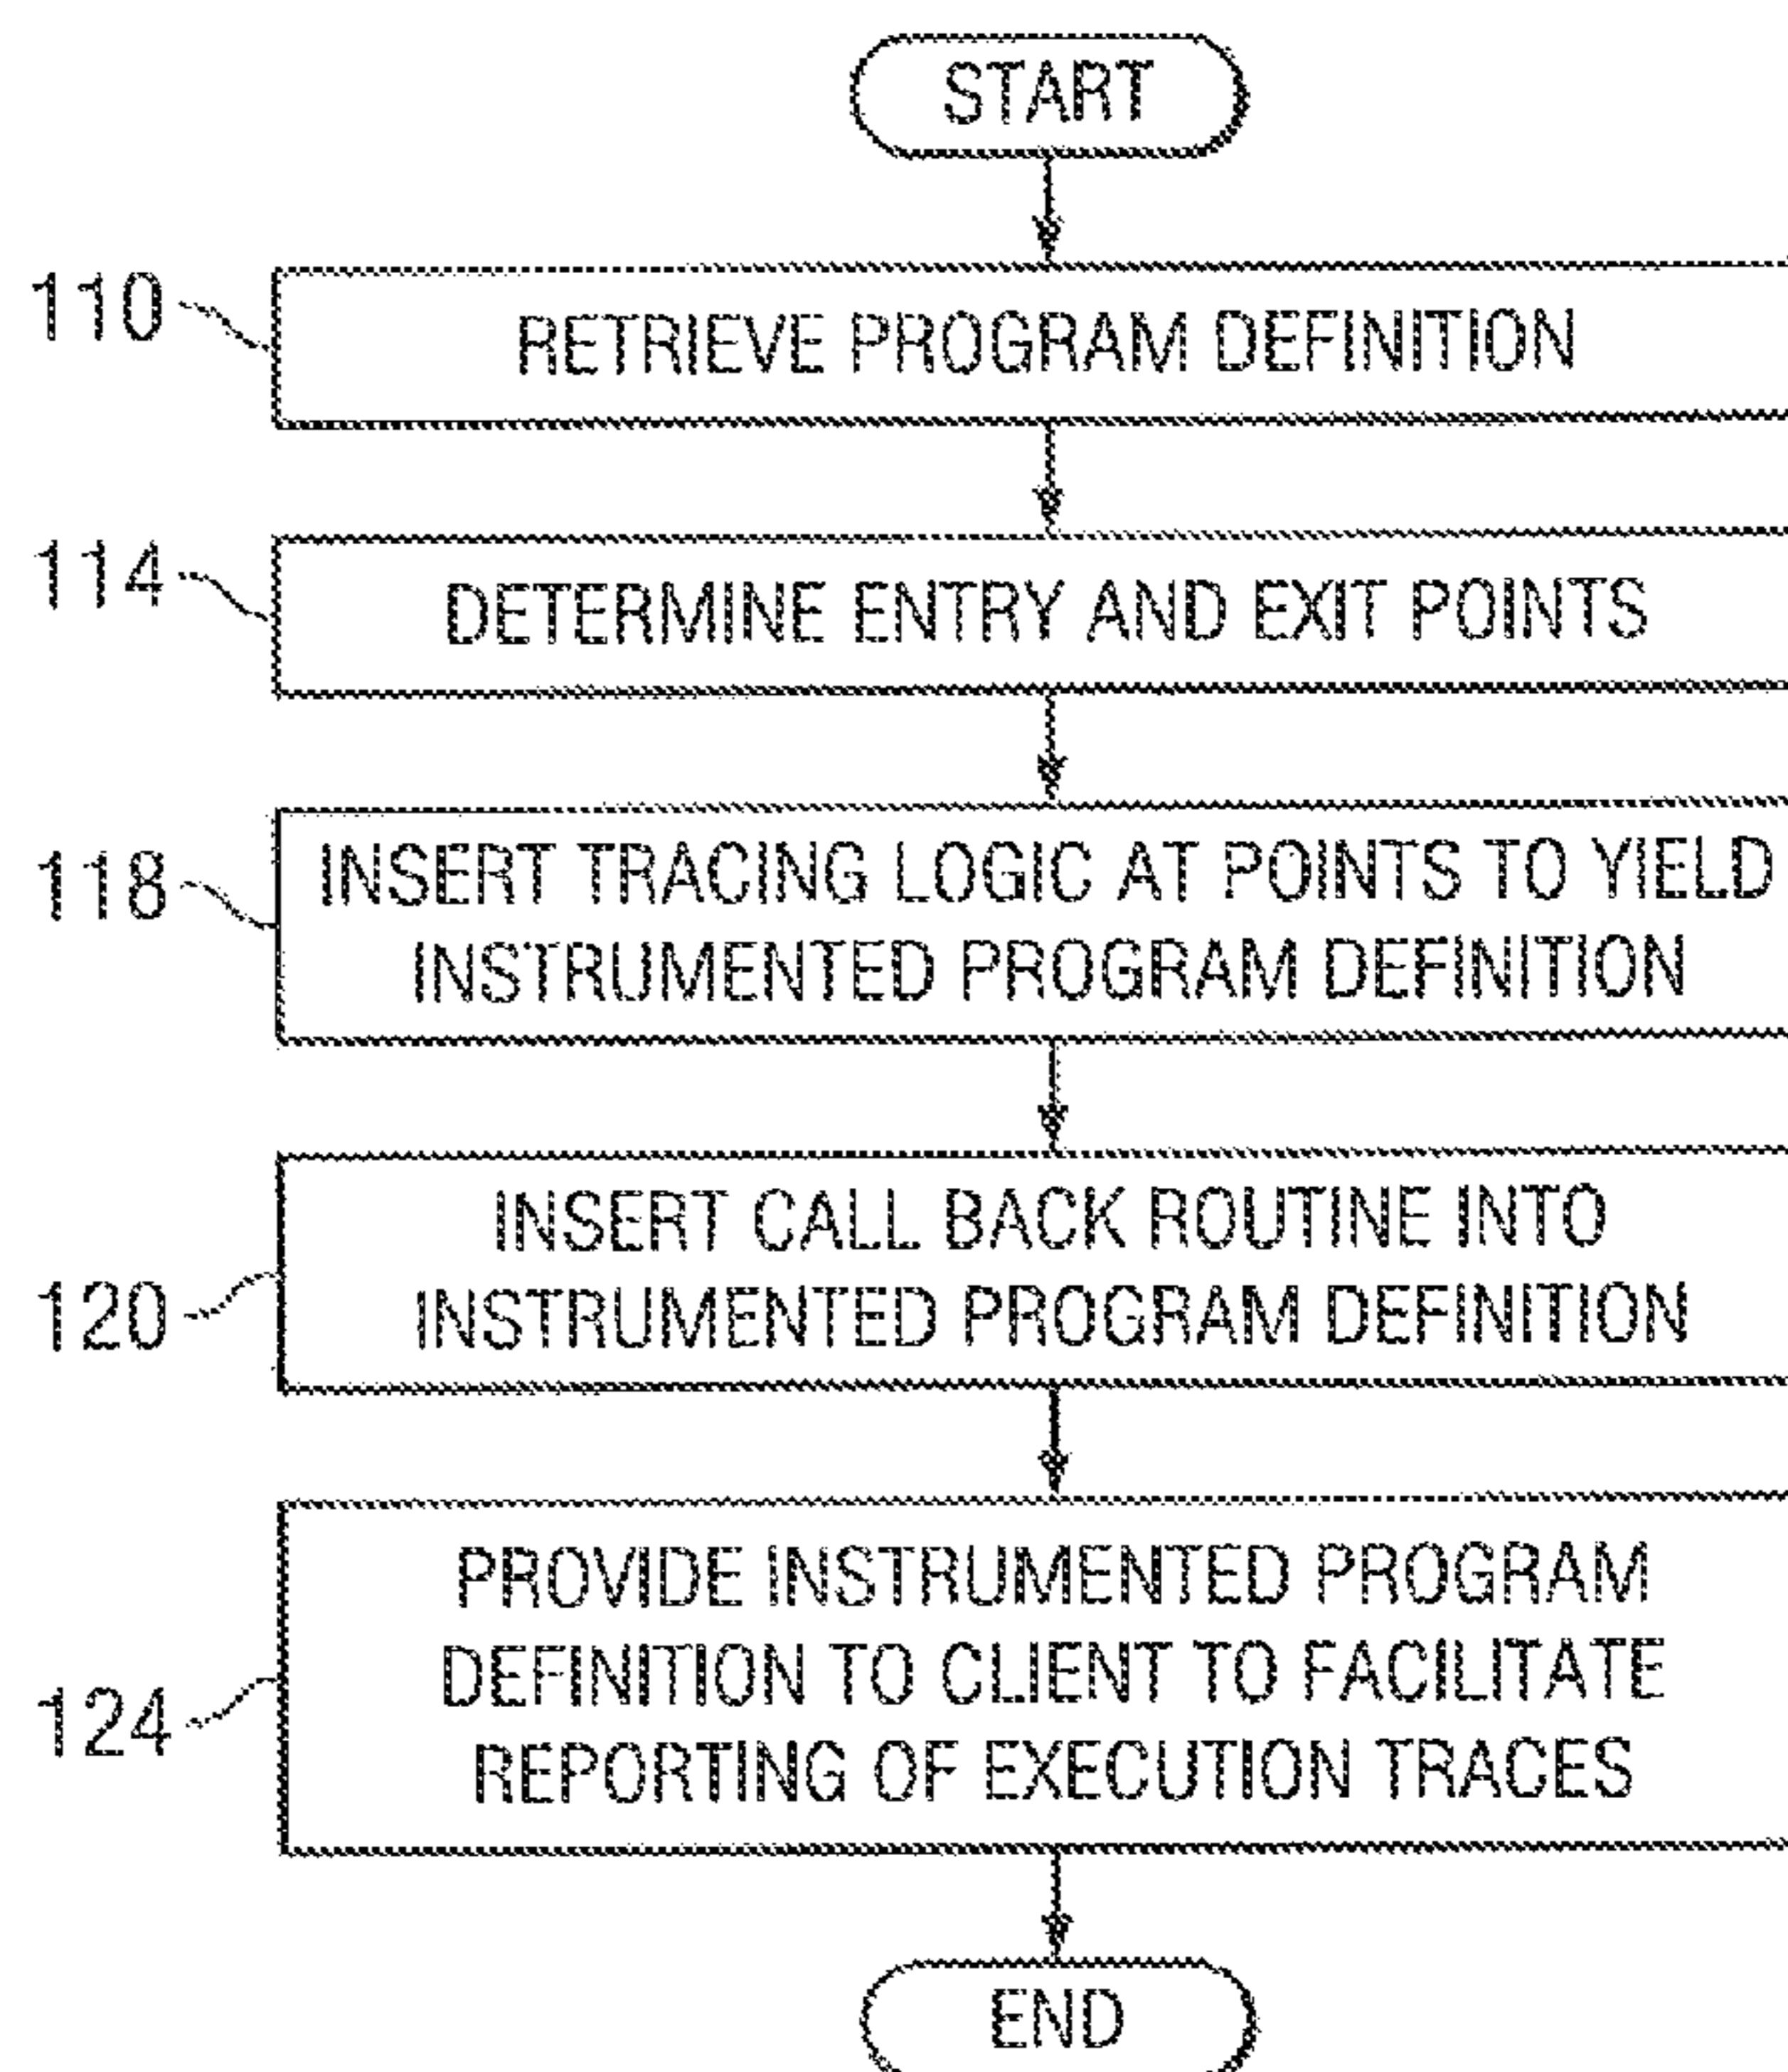 START
110
RETRIEVE PROGRAM DEFINITION
114
DETERMINE ENTRY AND EXIT POINTS
118
INSERT TRACING LOGIC AT POINTS TO YIELD
INSTRUMENTED PROGRAM DEFINITION
120
INSERT CALL BACK ROUTINE INTO
INSTRUMENTED PROGRAM DEFINITION
124
PROVIDE INSTRUMENTED PROGRAM
DEFINITION TO CLIENT TO FACILITATE
REPORTING OF EXECUTION TRACES
END